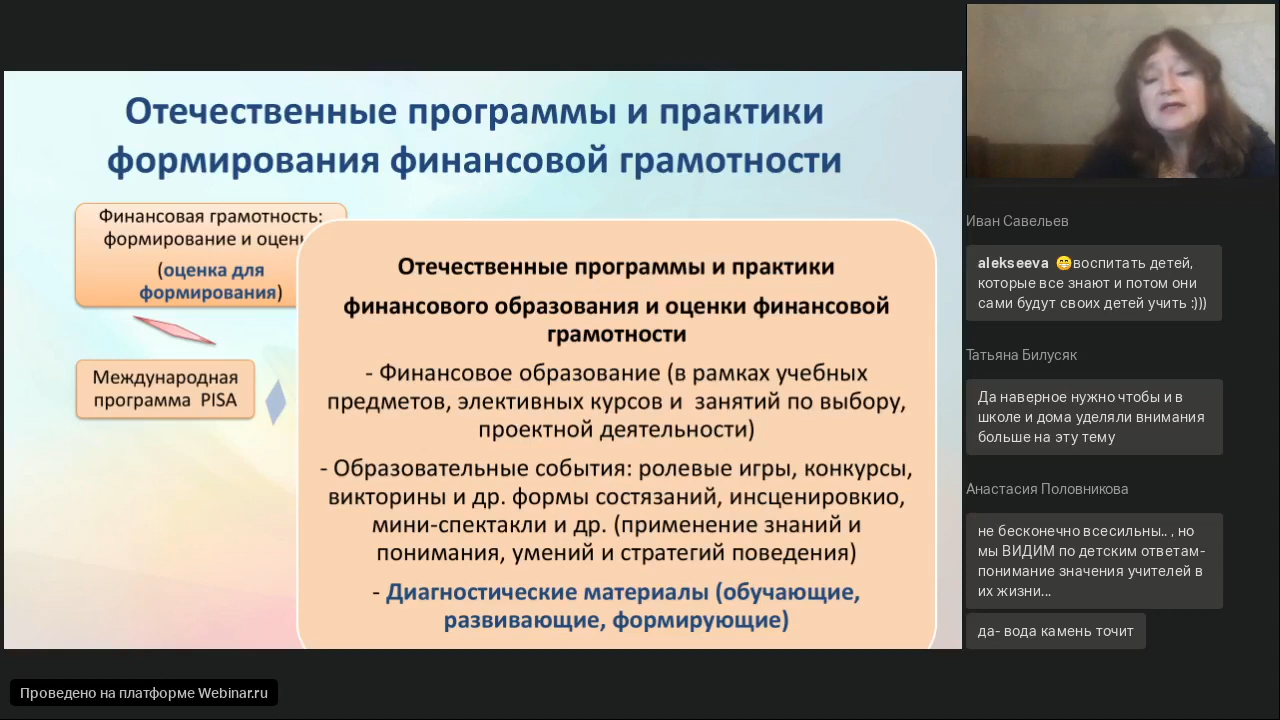 Отечественные программы и практики
формирования финансовой грамотности
Финансовая грамотность:
формирование и
(оценка для
формирования)
Международная
программа PISA
Отечественные программы и практики
финансового образования и оценки финансовой
грамотности
- Финансовое образование (в рамках учебных
предметов, элективных курсов и занятий по выбору,
проектной деятельности)
- Образовательные события: ролевые игры, конкурсы,
викторины и др. формы состязаний, инсценировкио,
мини-спектакли и др. (применение знаний и
понимания, умений и стратегий поведения)
- Диагностические материалы (обучающие,
развивающие, формирующие)
Иван Савельев
alekseeva 😁воспитать детей,
которые все знают и потом они
сами будут своих детей учить :)))
Татьяна Билусяк
Да наверное нужно чтобы и в
школе и дома уделяли внимания
больше на эту тему
Анастасия Половникова
не бесконечно всесильны.. , но
мы ВИДИМ по детским ответам-
понимание значения учителей в
их жизни...
да- вода камень точит
Проведено на платформе Webinar.ru